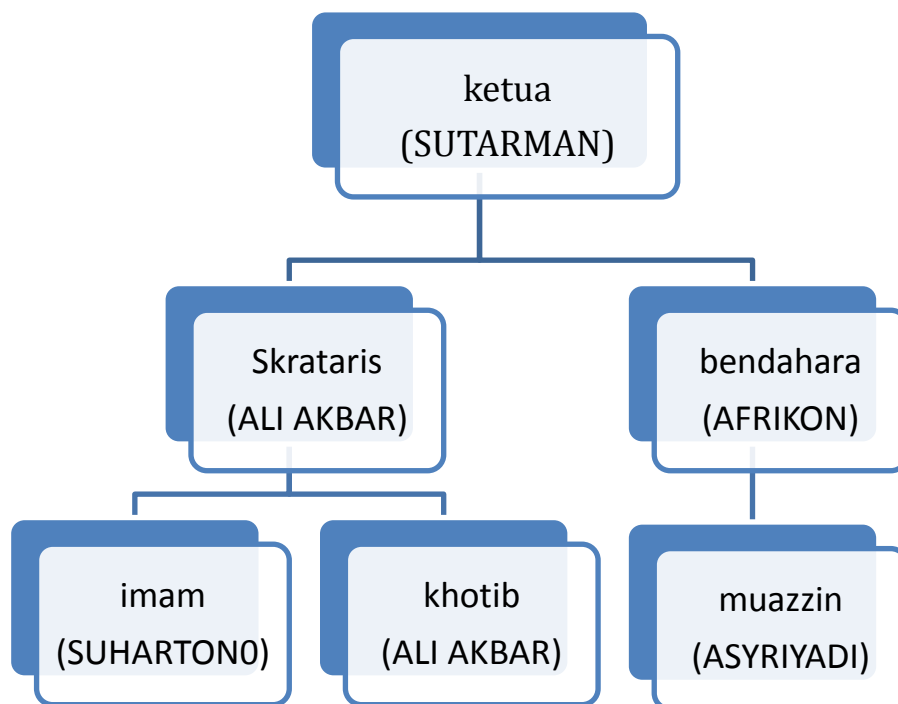 ketua
(SUTARMAN)
Skrataris
(ALI AKBAR)
bendahara
(AFRIKON)
imam
(SUHARTON0)
khotib
(ALI AKBAR)
muazzin
(ASYRIYADI)